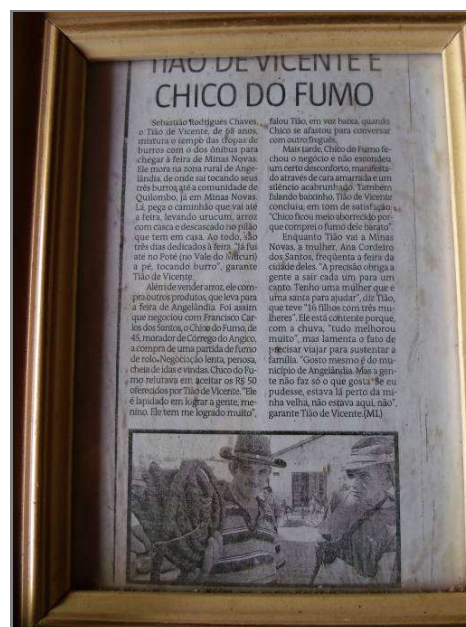 TIÃO DE VICENTE E
CHICO DO FUMO
Sebastião Rodrigues Chaves,
o Tião de Vicente, de 68 anos,
mistura o tempo das tropas de
burros com o dos ônibus para
chegar à feira de Minas Novas.
Ele mora na zona rural de Ange-
lândia, de onde sai tocando seus
três burros até a comunidade de
Quilombo, já em Minas Novas.
Lá, pega o caminhão que vai até
a feira, levando urucum, arroz
com casca e descascado no pilão
que tem em casa. Ao todo, são
três dias dedicados à feira. "Já fui
até no Poté (no Vale do Mucuri)
a pé, tocando burro", garante
Tião de Vicente.
Além de vender arroz, ele com-
pra outros produtos, que leva para
a feira de Angelândia. Foi assim
que negociou com Francisco Car-
los dos Santos, o Chico do Fumo, de
45, morador de Córrego do Angico,
a compra de uma partida de fumo
de rolo. Negociação lenta, penosa,
cheia de idas e vindas. Chico do Fu-
mo relutava em aceitar os R$ 50
oferecidos por Tião de Vicente. "Ele
é lapidado em lograr a gente, me-
nino. Ele tem me logrado muito",
falou Tião, em voz baixa, quando
Chico se afastou para conversar
com outro freguês.
Mais tarde, Chico do Fumo fe-
chou o negócio e não escondeu
um certo desconforto, manifesta-
do através de cara amarrada e um
silêncio acabrunhado. Também
falando baixinho, Tião de Vicente
concluiu, em tom de satisfação:
"Chico ficou meio aborrecido por-
que comprei o fumo dele barato".
Enquanto Tião vai a Minas
Novas, a mulher, Ana Cordeiro
dos Santos, freqüenta a feira da
cidade deles. "A precisão obriga a
gente a sair cada um para um
canto. Tenho uma mulher que é
uma santa para ajudar", diz Tião,
que teve "16 filhos com três mu-
lheres". Ele está contente porque,
com a chuva, "tudo melhorou
muito", mas lamenta o fato de
precisar viajar para sustentar a
família. "Gosto mesmo é do mu-
nicípio de Angelândia. Mas a gen-
te não faz só o que gosta. Se eu
pudesse, estava lá perto da mi-
nha velha, não estava aqui, não",
garante Tião de Vicente.(ML)